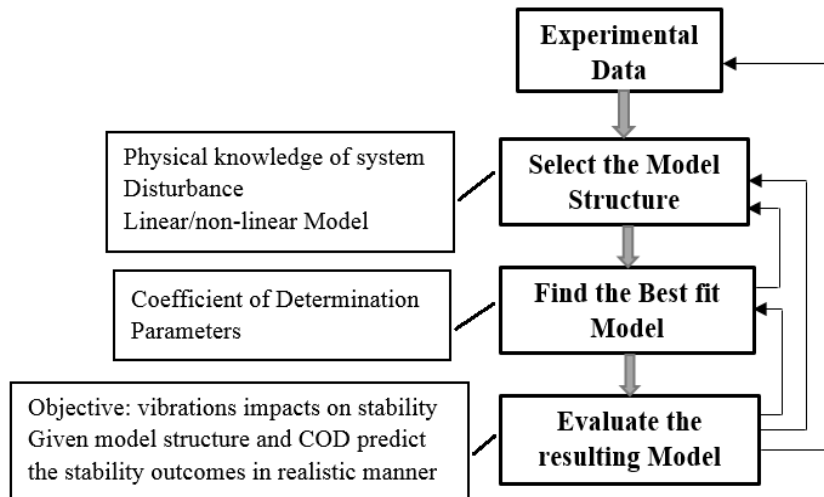 Experimental
Data
Physical knowledge of system
Disturbance
Linear/non-linear Model
Select the Model
Structure
Coefficient of Determination
Parameters
Find the Best fit
Model
Objective: vibrations impacts on stability
Given model structure and COD predict
the stability outcomes in realistic manner
Evaluate the
resulting Model